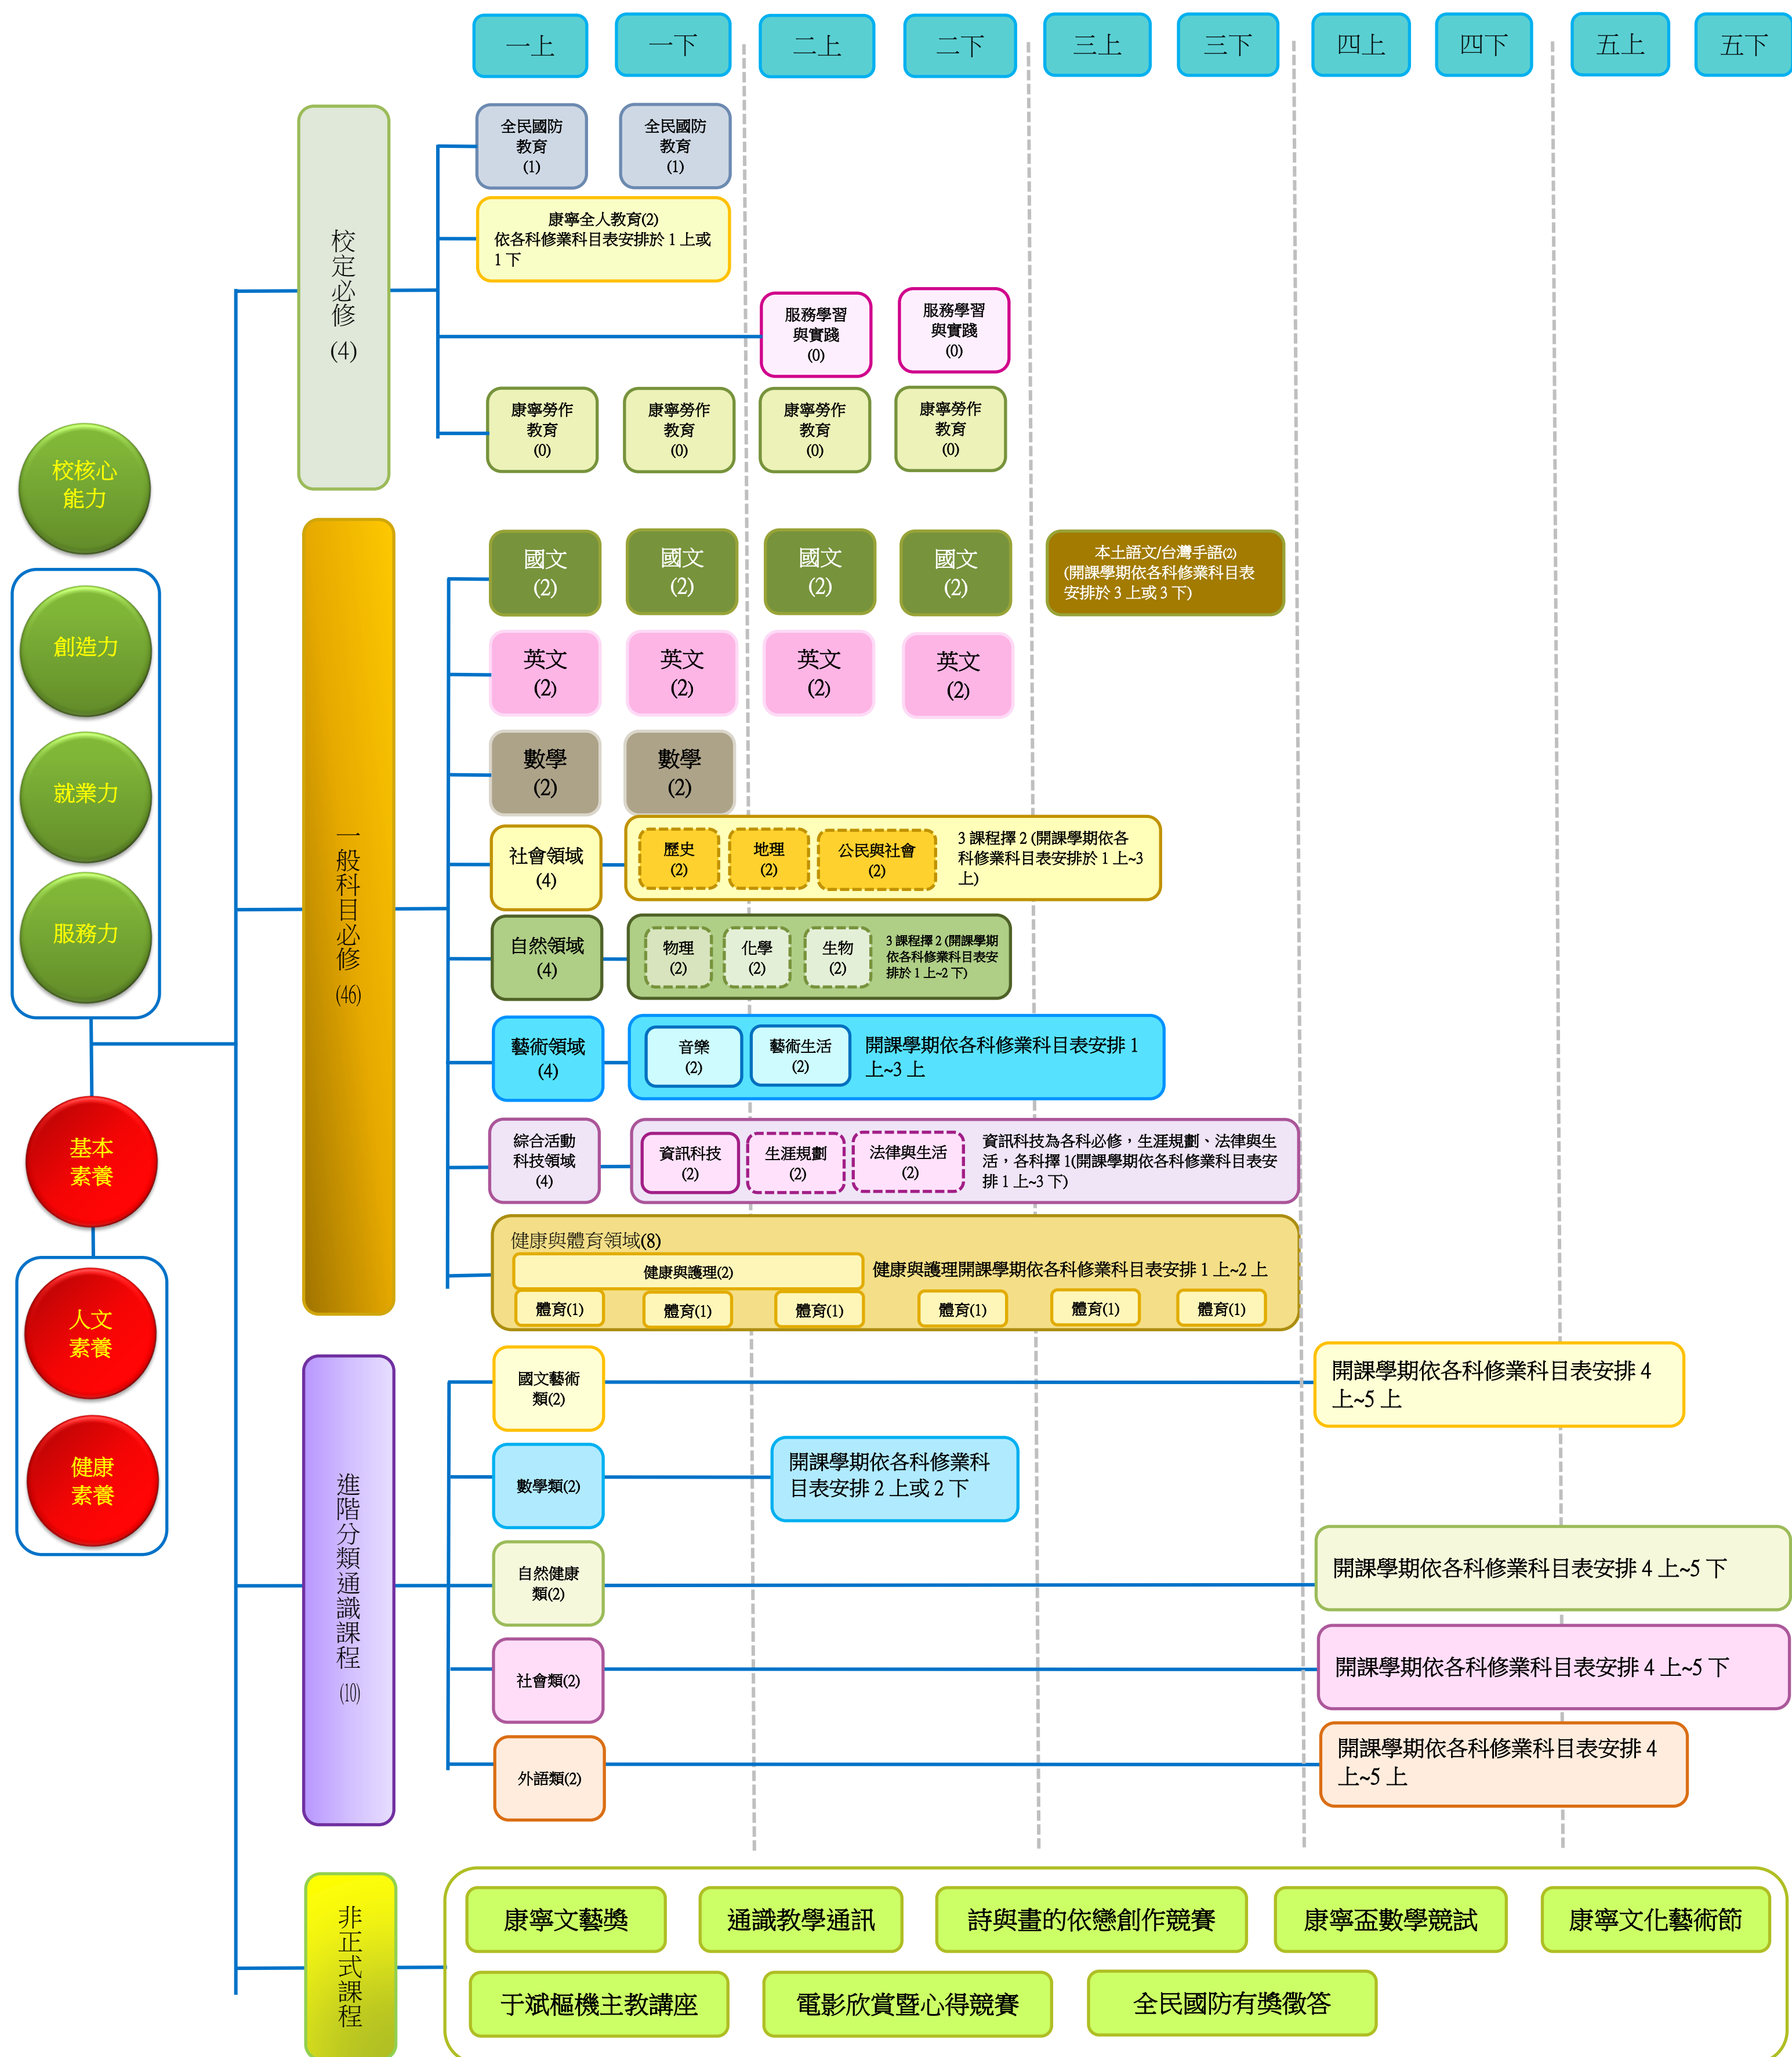 一上
一下
二上
二下
三上
三下
四上
四下
五上
五下
校核心
能力
創造力
就業力
服務力
基本
素養
人文
素養
健康
素養
校定必修(4)
全民國防
教育
(1)
全民國防
教育
(1)
康寧全人教育(2)
依各科修業科目表安排於 1 上或
1 下
服務學習
與實踐
(0)
服務學習
與實踐
(0)
康寧勞作
教育
(0)
康寧勞作
教育
(0)
康寧勞作
教育
(0)
康寧勞作
教育
(0)
一般科目必修(46)
國文
(2)
國文
(2)
國文
(2)
國文
(2)
本土語文/台灣手語(2)
(開課學期依各科修業科目表
安排於 3 上或 3 下)
英文
(2)
英文
(2)
英文
(2)
英文
(2)
數學
(2)
數學
(2)
社會領域
(4)
歷史
(2)
地理
(2)
公民與社會
(2)
3 課程擇 2 (開課學期依各
科修業科目表安排於 1 上~3
上)
自然領域
(4)
物理
(2)
化學
(2)
生物
(2)
3 課程擇 2 (開課學期
依各科修業科目表安
排於 1 上~2 下)
藝術領域
(4)
音樂
(2)
藝術生活
(2)
開課學期依各科修業科目表安排 1
上~3 上
綜合活動
科技領域
(4)
資訊科技
(2)
生涯規劃
(2)
法律與生活
(2)
資訊科技為各科必修，生涯規劃、法律與生
活，各科擇 1(開課學期依各科修業科目表安
排 1 上~3 下)
健康與體育領域(8)
健康與護理(2)
健康與護理開課學期依各科修業科目表安排 1 上~2 上
體育(1)
體育(1)
體育(1)
體育(1)
體育(1)
體育(1)
進階分類通識課程(10)
國文藝術
類(2)
開課學期依各科修業科目表安排 4
上~5 上
數學類(2)
開課學期依各科修業科
目表安排 2 上或 2 下
自然健康
類(2)
開課學期依各科修業科目表安排 4 上~5 下
社會類(2)
開課學期依各科修業科目表安排 4 上~5 下
外語類(2)
開課學期依各科修業科目表安排 4
上~5 上
非正式課程
康寧文藝獎
通識教學通訊
詩與畫的依戀創作競賽
康寧盃數學競試
康寧文化藝術節
于斌樞機主教講座
電影欣賞暨心得競賽
全民國防有獎徵答